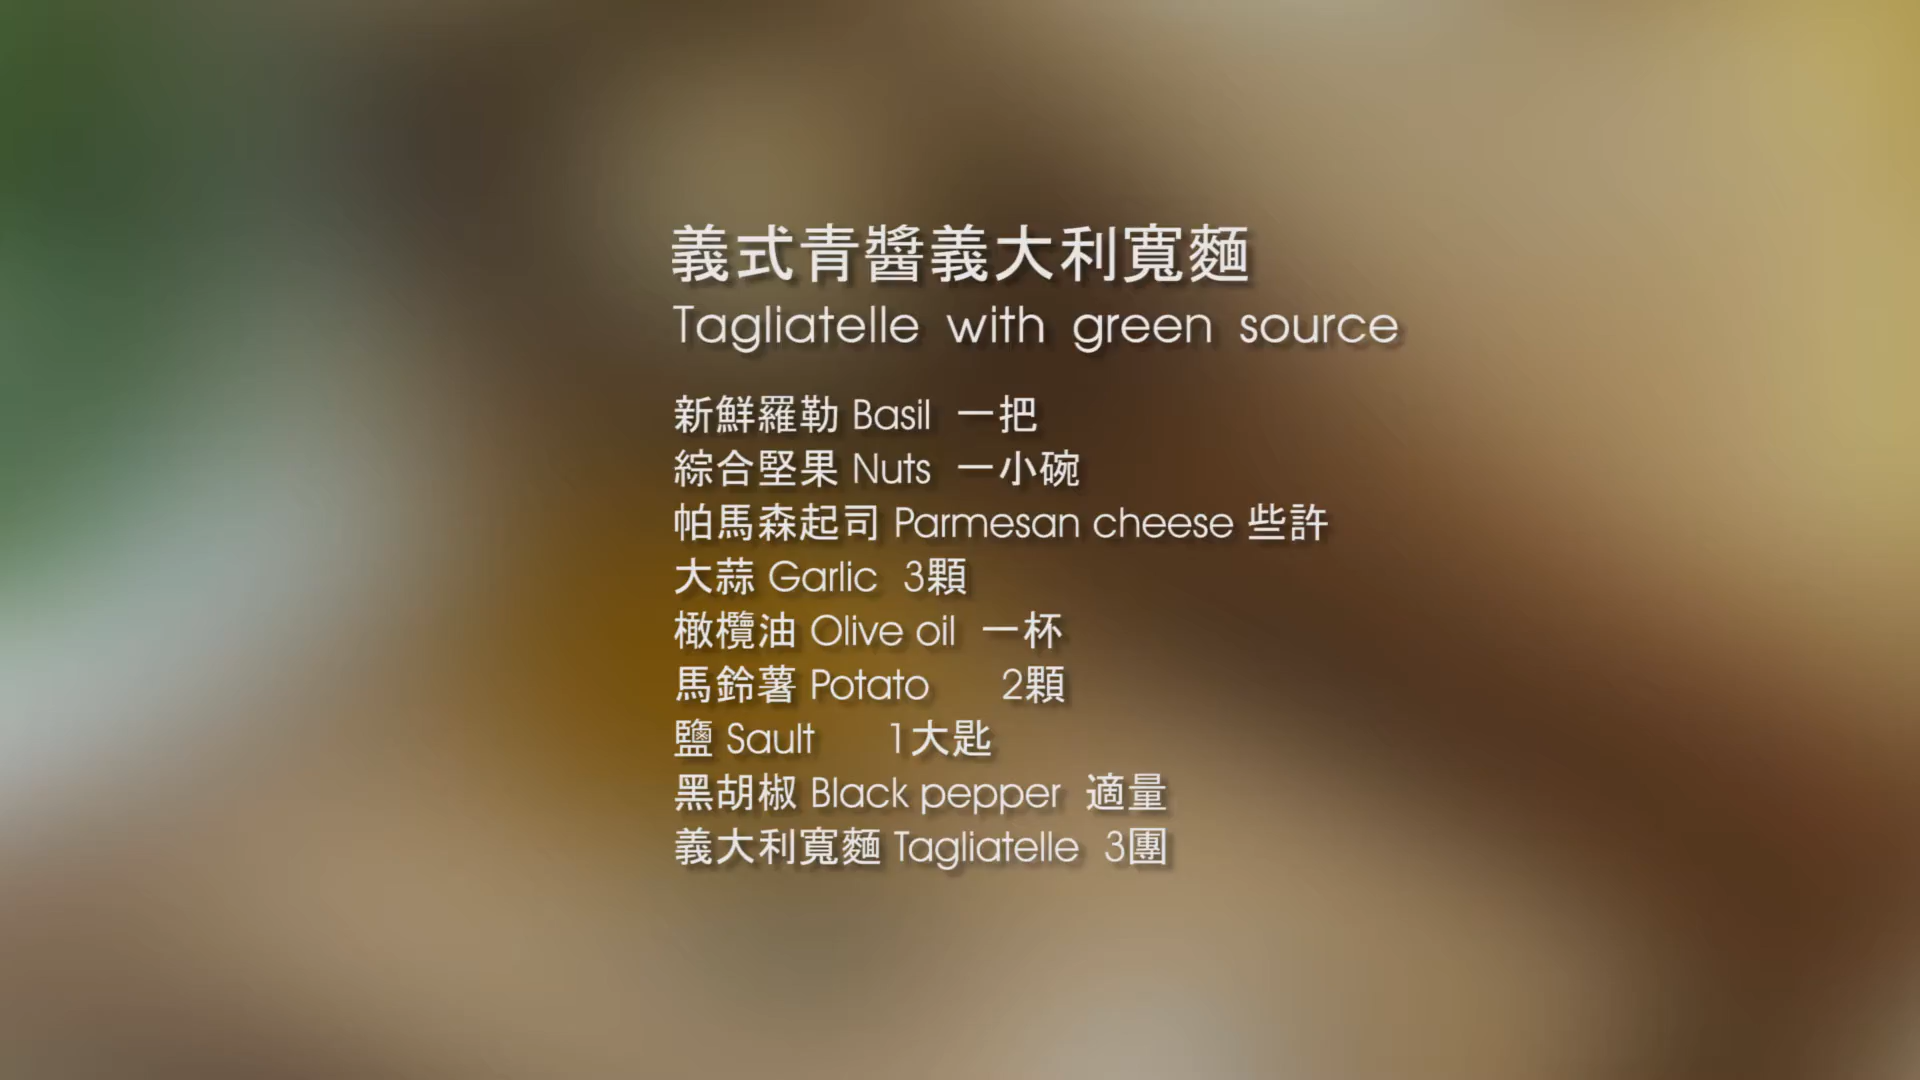 義式青醬義大利寬麵
Tagliatelle with green source
新鮮羅勒 Basil 一把
綜合堅果 Nuts 一小碗
帕馬森起司 Parmesan cheese 些許
大蒜 Garlic 3顆
橄欖油 Olive oil 一杯
馬鈴薯 Potato 2顆
鹽 Sault 1大匙
黑胡椒 Black pepper 適量
義大利寬麵 Tagliatelle 3團